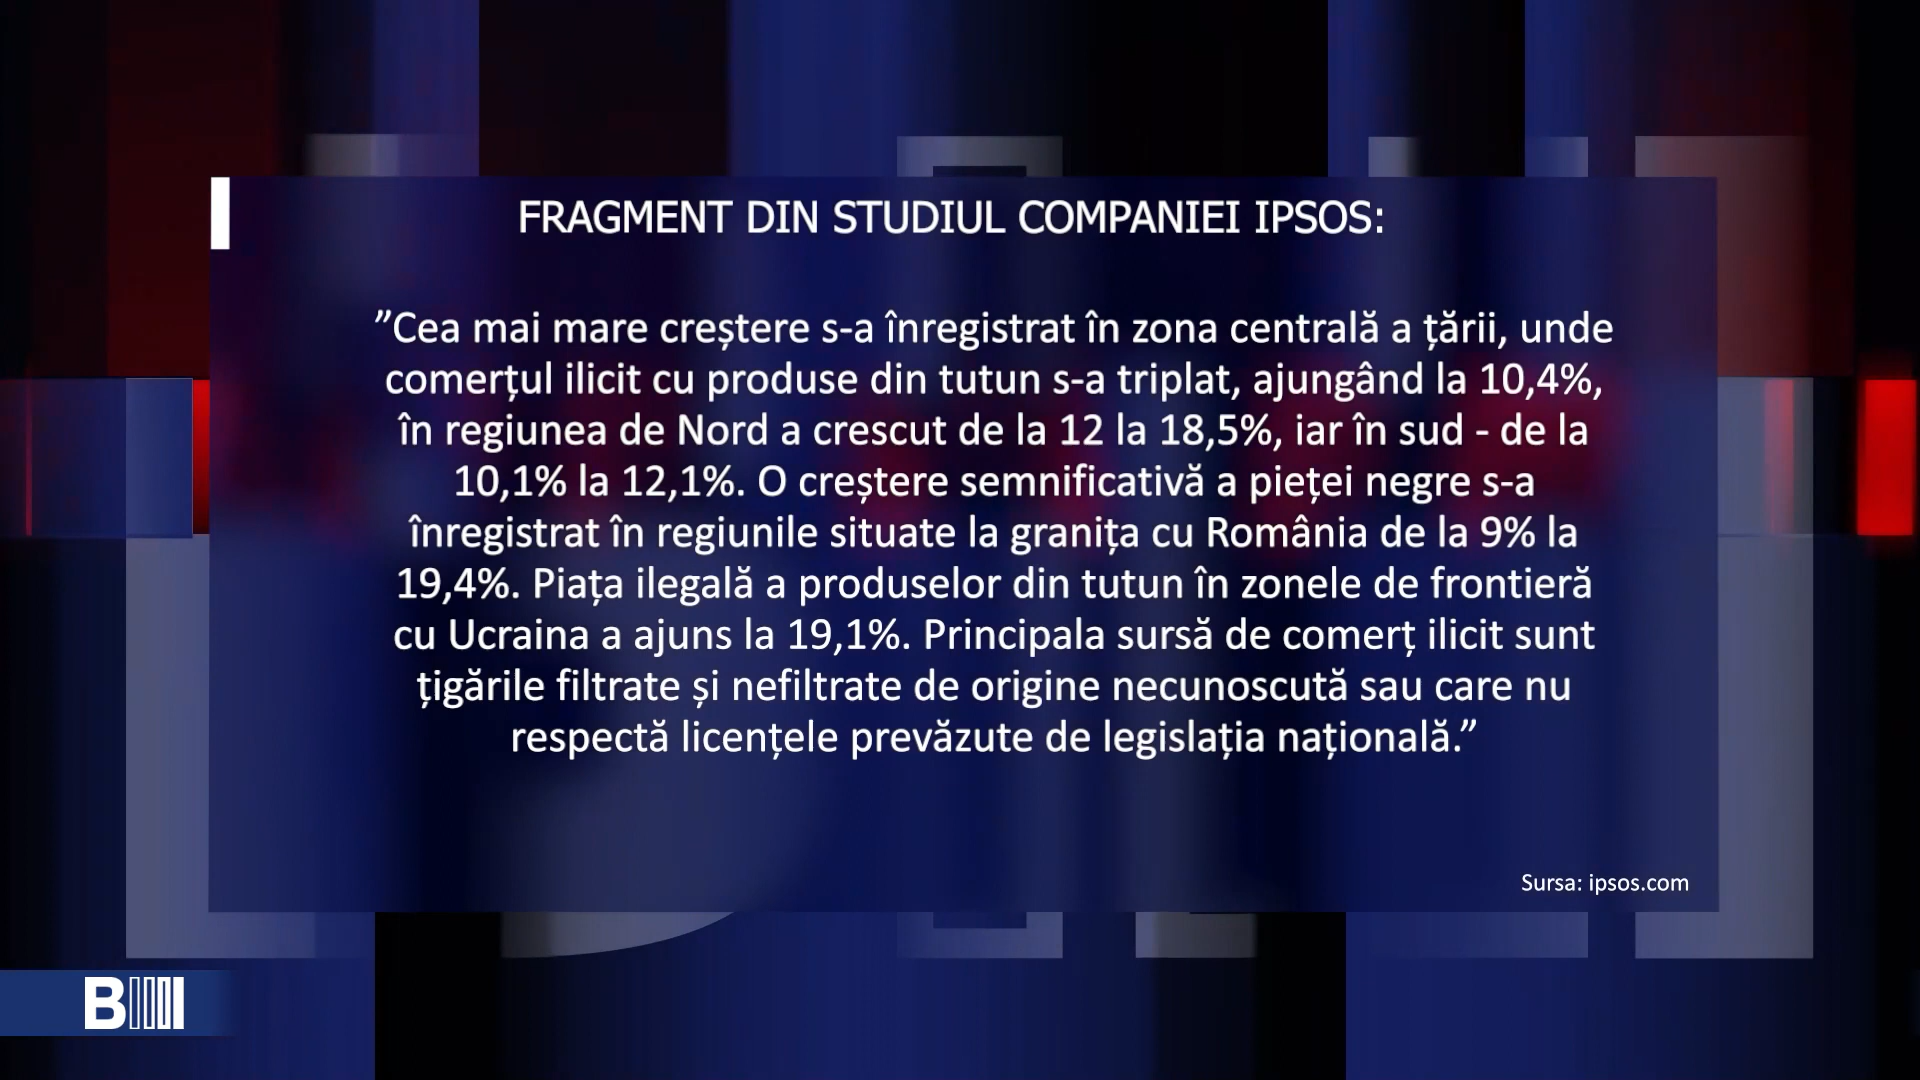 FRAGMENT DIN STUDIUL COMPANIEI IPSOS:
”Cea mai mare creștere s-a înregistrat în zona centrală a țării, unde
comerțul ilicit cu produse din tutun s-a triplat, ajungând la 10,4%,
în regiunea de Nord a crescut de la 12 la 18,5%, iar în sud - de la
10,1% la 12,1%. O creștere semnificativă a pieței negre s-a
înregistrat în regiunile situate la granița cu România de la 9% la
19,4%. Piața ilegală a produselor din tutun în zonele de frontieră
cu Ucraina a ajuns la 19,1%. Principala sursă de comerț ilicit sunt
țigările filtrate și nefiltrate de origine necunoscută sau care nu
respectă licențele prevăzute de legislația națională.”
Sursa: ipsos.com
B